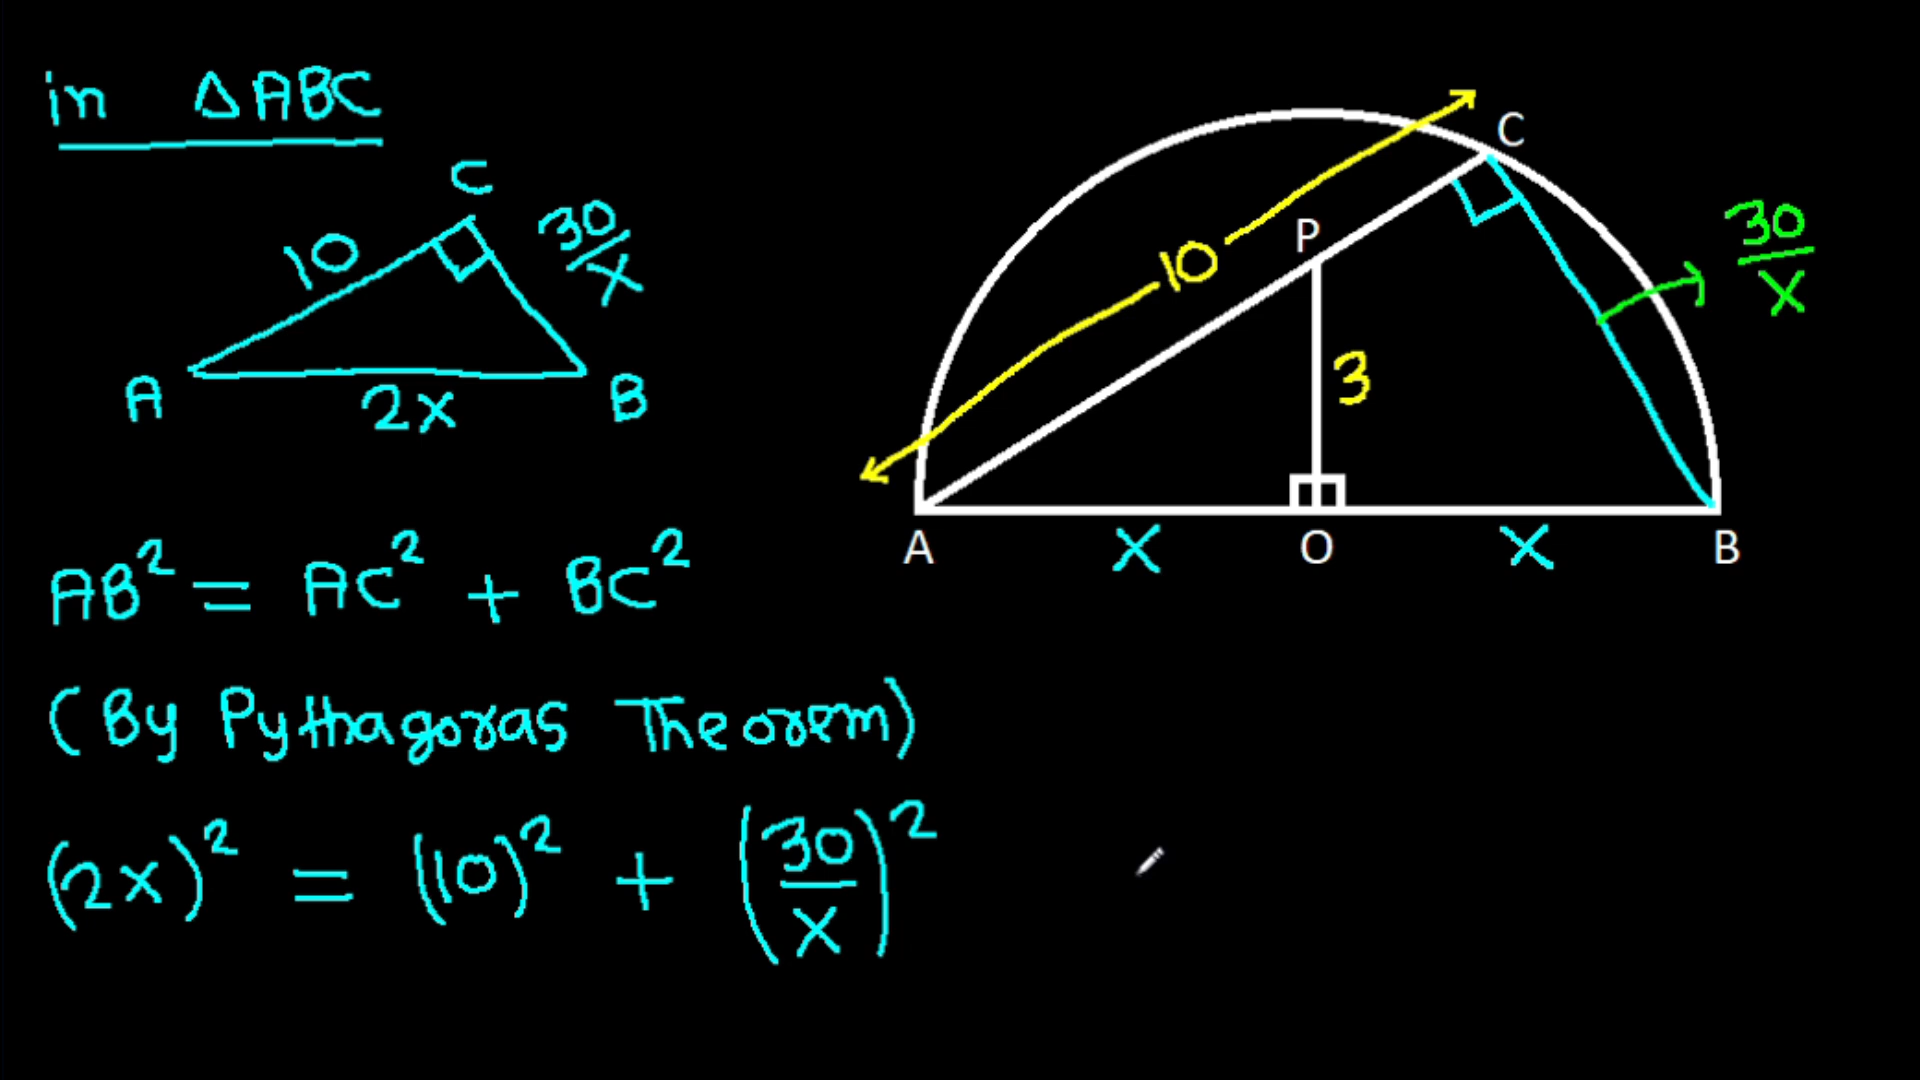 in △ABC
C
10
30/x
A
2x
B
AB² = AC² + BC²
(By Pythagoras Theorem)
(2x)² = (10)² + (30/x)²
C
P
10
30/x
3
A
x
O
x
B